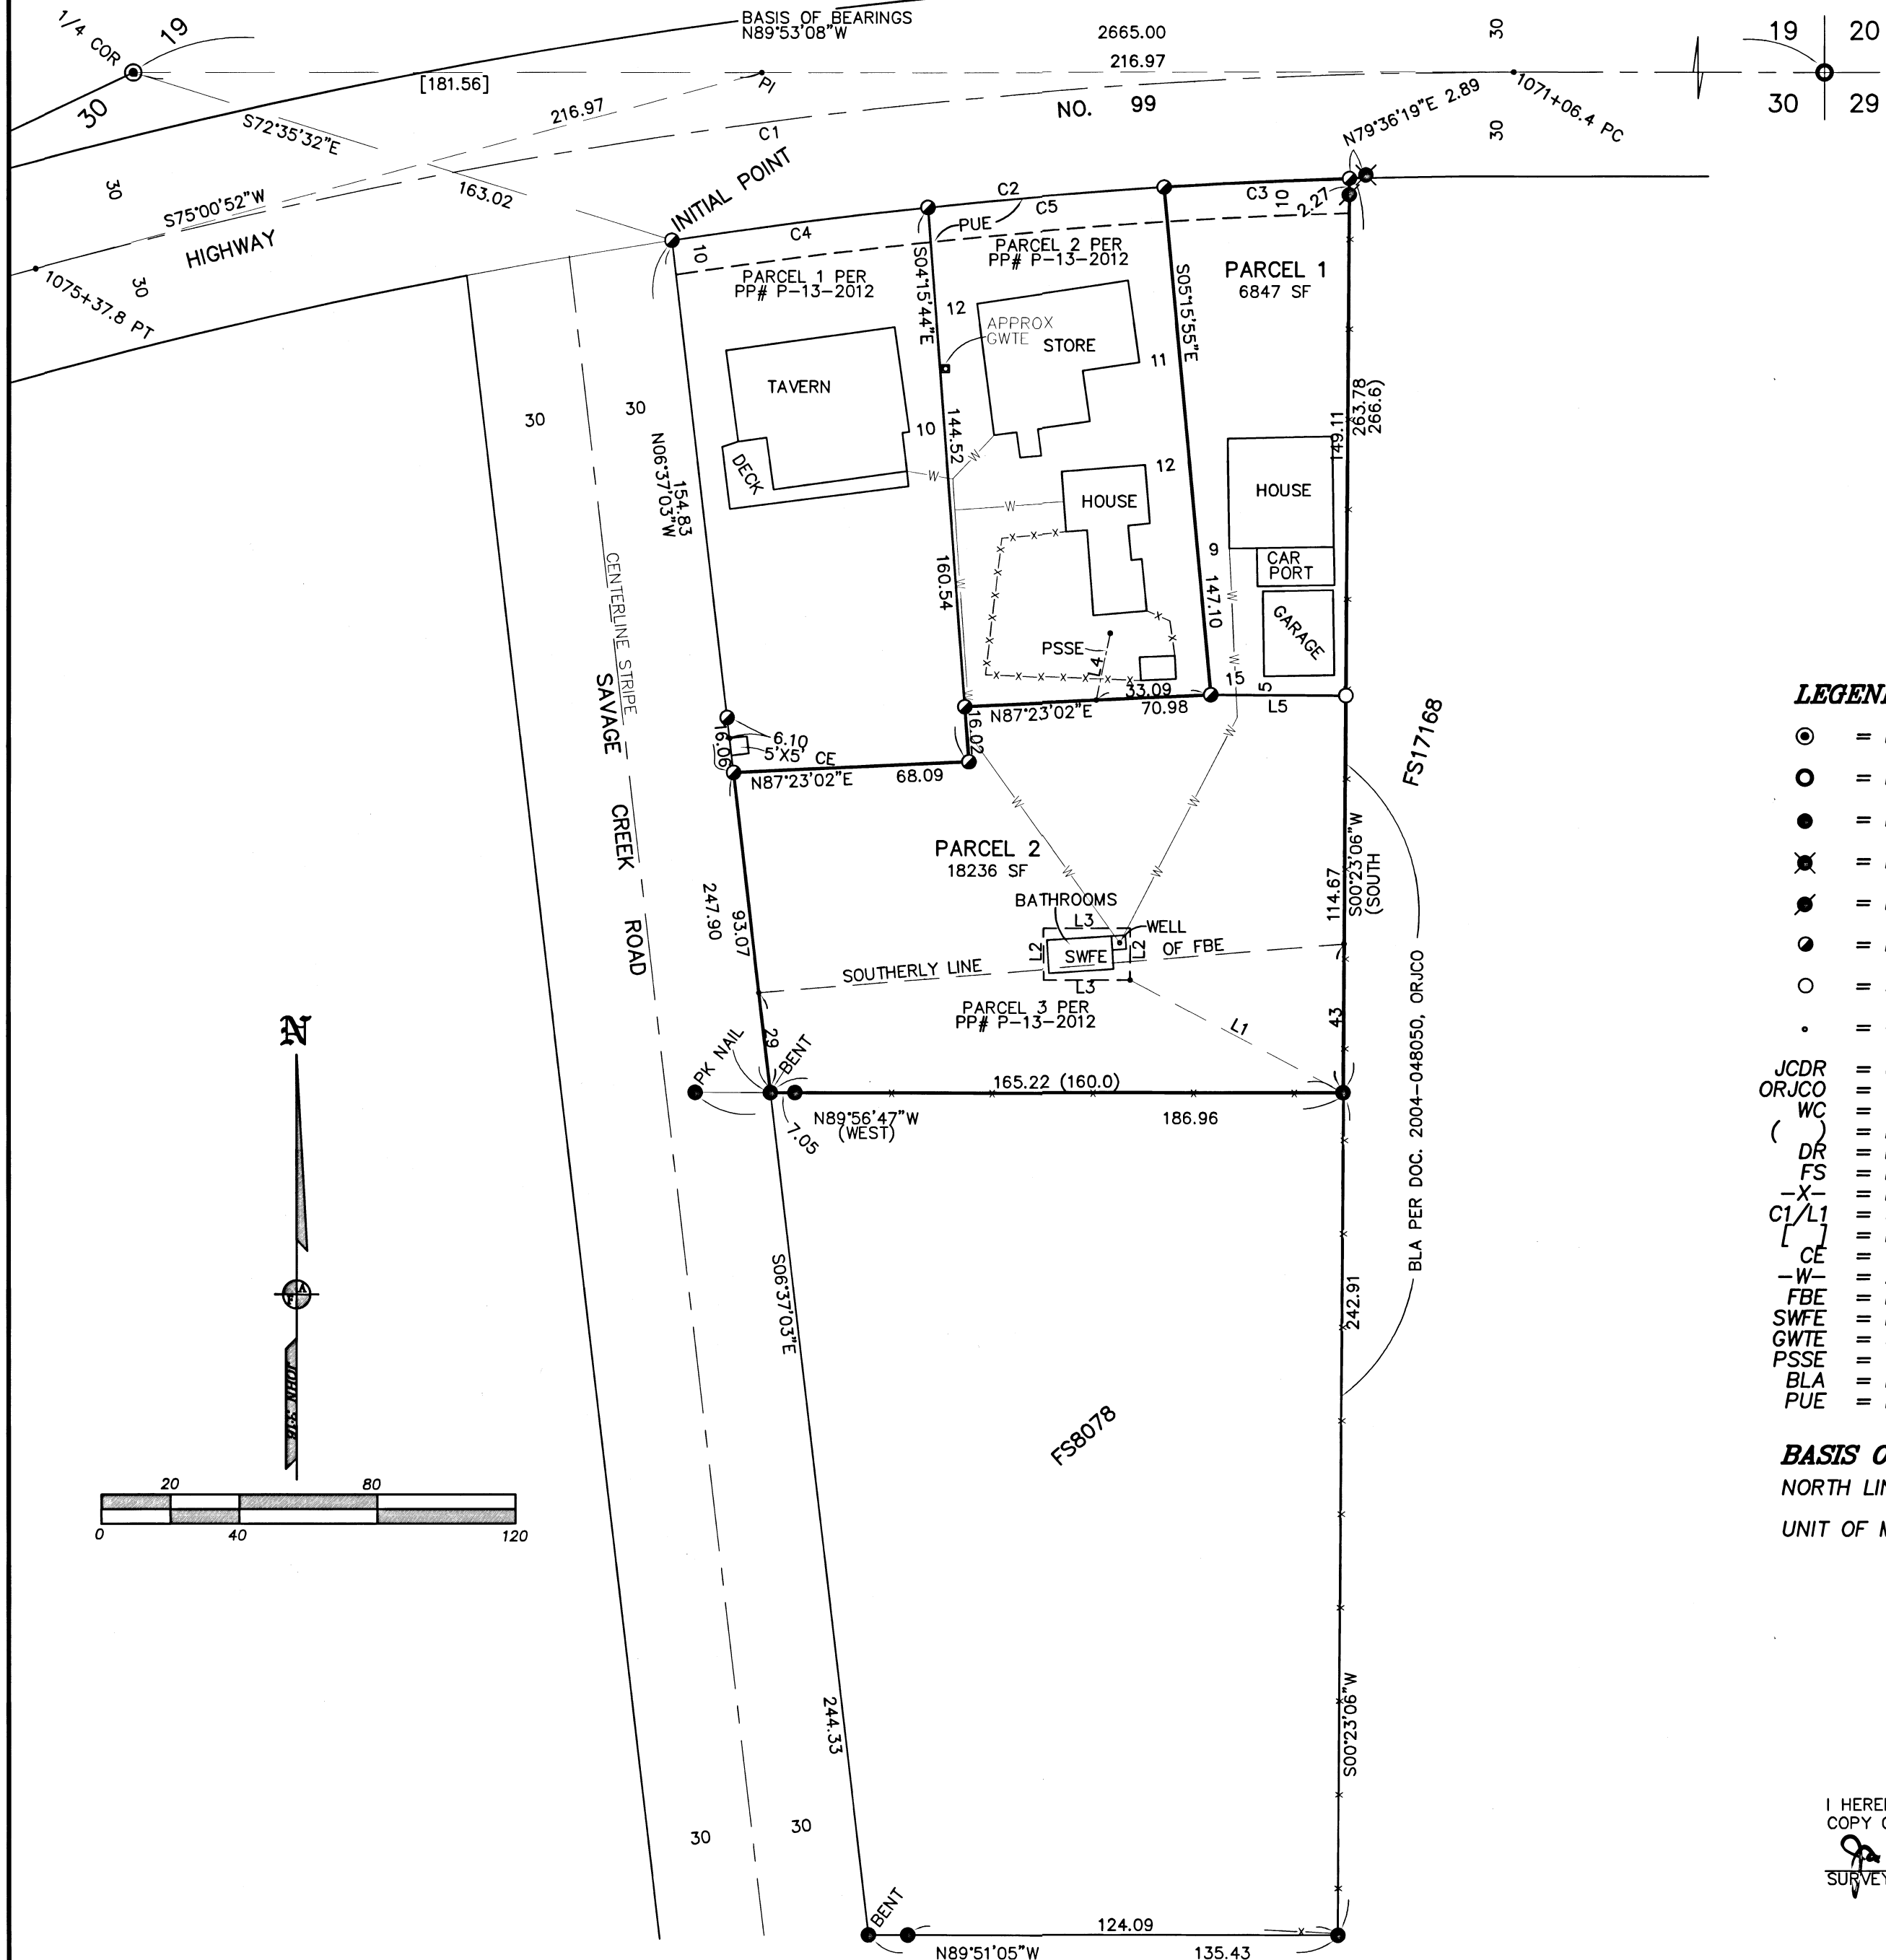 BASIS OF BEARINGS
N89°53'08"W
2665.00
216.97
30
19
20
30
29
1/4 COR
19
30
[181.56]
PI
216.97
S72°35'32"E
163.02
C1
NO. 99
N79°36'19"E 2.89
1071+06.4 PC
30
30
S75°00'52"W
HIGHWAY
30
1075+37.8 PT
INITIAL POINT
C2
C3
C4
C5
10
2.27
10
PUE
PARCEL 1 PER
PP# P-13-2012
PARCEL 2 PER
PP# P-13-2012
PARCEL 1
6847 SF
S04°15'44"E
S05°15'55"E
12
APPROX
GWTE
STORE
11
TAVERN
DECK
10
144.52
12
HOUSE
HOUSE
149.11
263.78
266.6)
30
30
N06°37'03"W
154.83
W
W
W
160.54
W
9
147.10
CAR
PORT
GARAGE
W
W
PSSE
L4
15
5
L5
33.09
N87°23'02"E
70.98
W
16.02
16.06
6.10
5'X5' CE
N87°23'02"E
68.09
CENTERLINE STRIPE
SAVAGE CREEK ROAD
W
W
W
W
W
W
PARCEL 2
18236 SF
BATHROOMS
L3
WELL
L2
SWFE
L2
SOUTHERLY LINE
OF FBE
L3
PARCEL 3 PER
PP# P-13-2012
L1
247.90
93.07
29
114.67
S00°23'06"W
(SOUTH
43
FS17168
BLA PER DOC. 2004-048050, ORJCO
PK NAIL
BENT
165.22 (160.0)
7.05
N89°56'47"W
(WEST)
186.96
N
JOHN 3:16
20
80
0
40
120
S06°37'03"E
244.33
FS8078
242.91
S00°23'06"W
30
30
BENT
124.09
N89°51'05"W
135.43
LEGEN
=
=
=
=
=
=
=
=
JCDR =
ORJCO =
WC =
( ) =
DR =
FS =
-X- =
C1/L1 =
[ ] =
CE =
-W- =
FBE =
SWFE =
GWTE =
PSSE =
BLA =
PUE =
BASIS O
NORTH LIN
UNIT OF M
I HERE
COPY
SURVEY